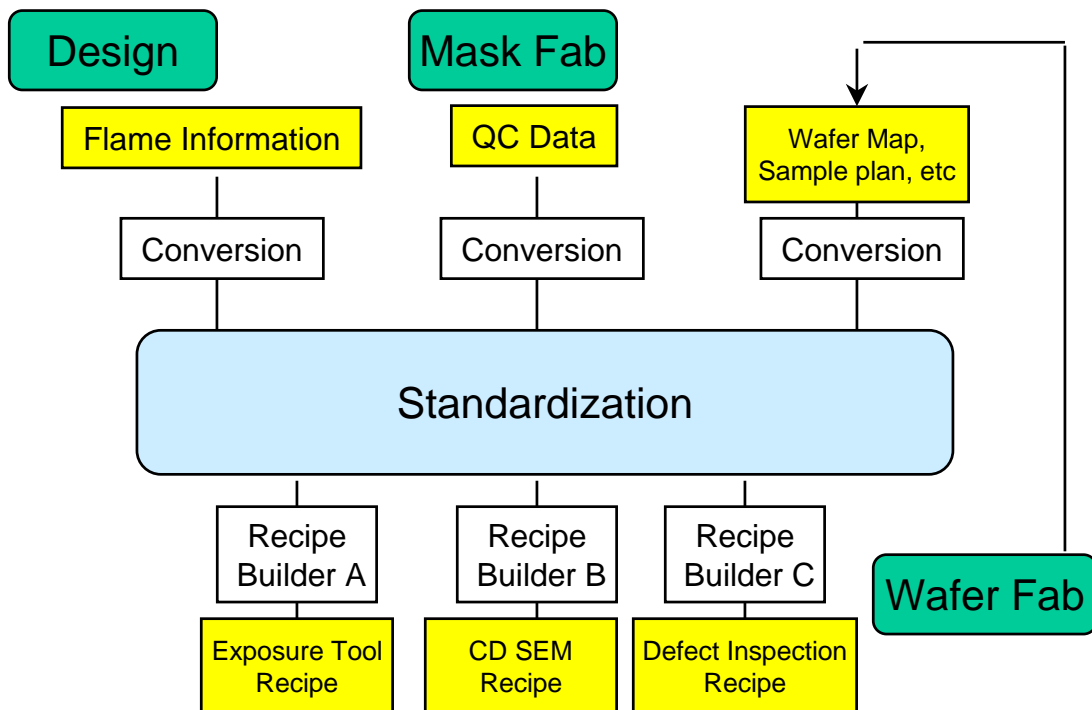 Design
Mask Fab
Flame Information
QC Data
Wafer Map,
Sample plan, etc
Conversion
Conversion
Conversion
Standardization
Recipe
Builder A
Recipe
Builder B
Recipe
Builder C
Wafer Fab
Exposure Tool
Recipe
CD SEM
Recipe
Defect Inspection
Recipe